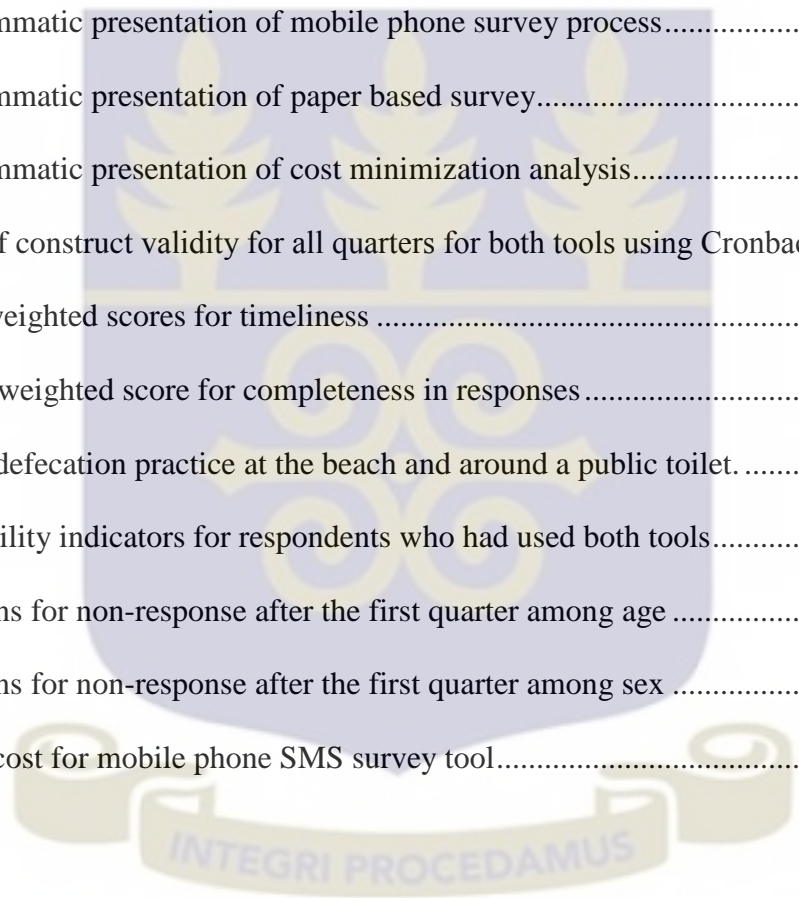 mmatic presentation of mobile phone survey process................
mmatic presentation of paper based survey................................
mmatic presentation of cost minimization analysis....................
f construct validity for all quarters for both tools using Cronbac
weighted scores for timeliness ....................................................
weighted score for completeness in responses..........................
defecation practice at the beach and around a public toilet. .......
ility indicators for respondents who had used both tools...........
ns for non-response after the first quarter among age ...............
ns for non-response after the first quarter among sex ................
cost for mobile phone SMS survey tool.....................................
INTEGRI PROCEDAMUS